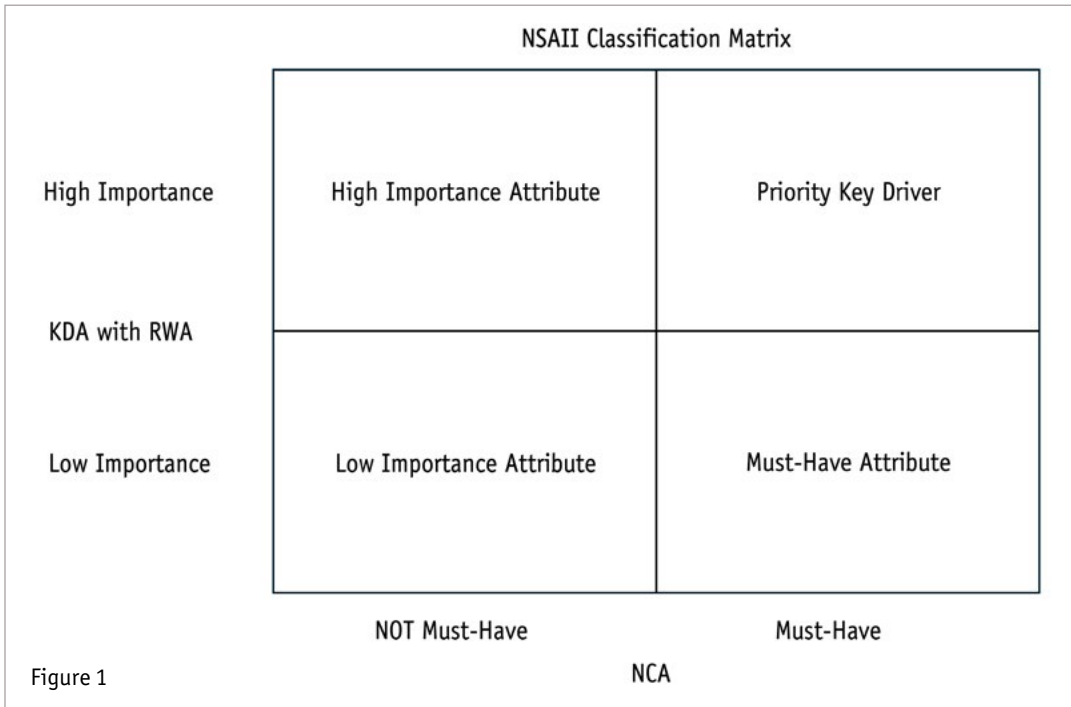 NSAII Classification Matrix
High Importance
High Importance Attribute
Priority Key Driver
KDA with RWA
Low Importance
Low Importance Attribute
Must-Have Attribute
NOT Must-Have
Must-Have
NCA
Figure 1